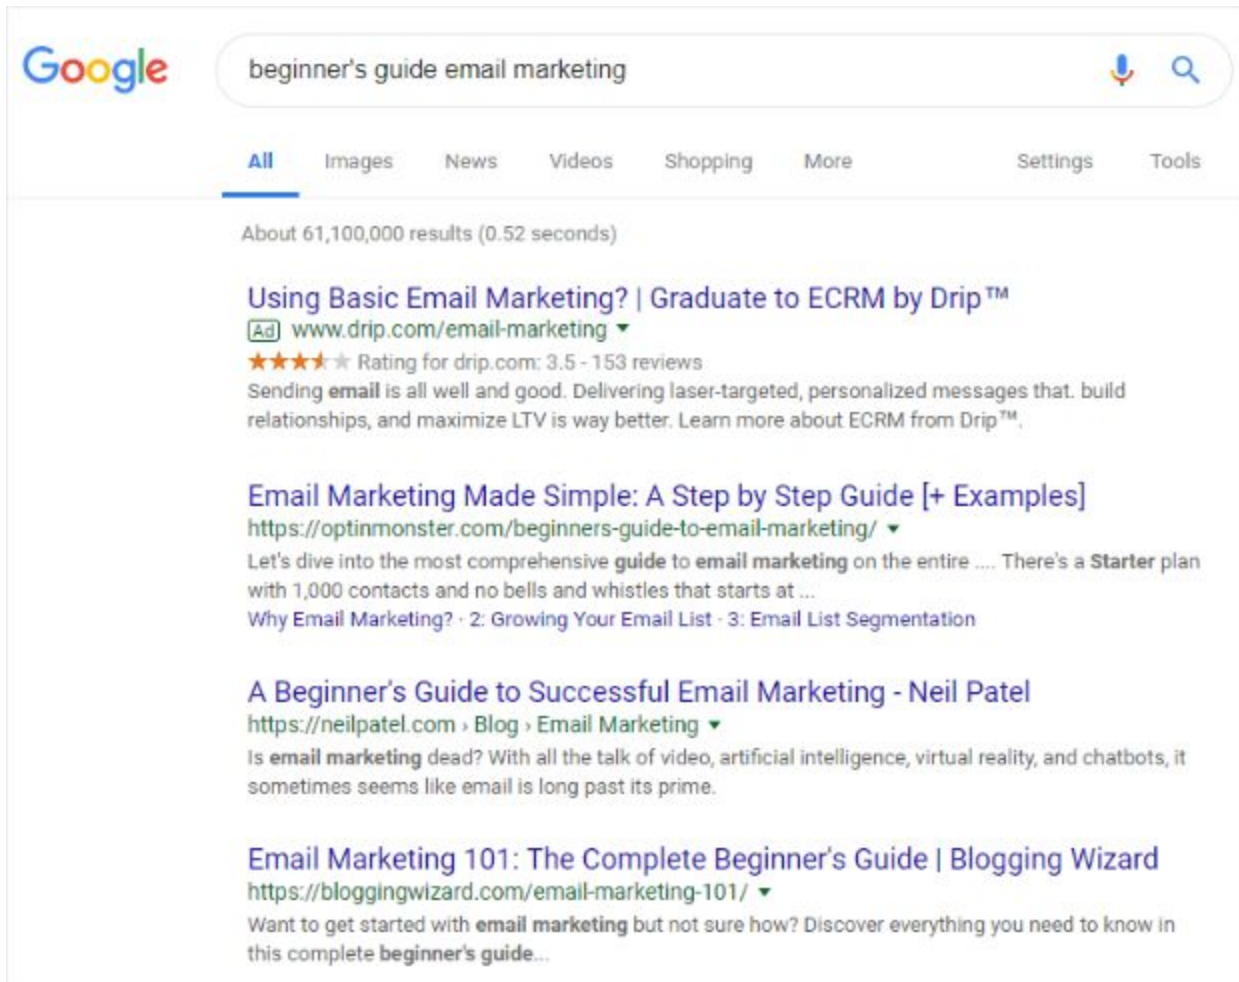 Google
beginner's guide email marketing
All Images News Videos Shopping More Settings Tools
About 61,100,000 results (0.52 seconds)
Using Basic Email Marketing? | Graduate to ECRM by Drip™
Ad www.drip.com/email-marketing
Rating for drip.com: 3.5 - 153 reviews
Sending email is all well and good. Delivering laser-targeted, personalized messages that. build
relationships, and maximize LTV is way better. Learn more about ECRM from Drip™.
Email Marketing Made Simple: A Step by Step Guide [+ Examples]
https://optinmonster.com/beginners-guide-to-email-marketing/
Let's dive into the most comprehensive guide to email marketing on the entire .... There's a Starter plan
with 1,000 contacts and no bells and whistles that starts at ...
Why Email Marketing? · 2: Growing Your Email List · 3: Email List Segmentation
A Beginner's Guide to Successful Email Marketing - Neil Patel
https://neilpatel.com › Blog › Email Marketing
Is email marketing dead? With all the talk of video, artificial intelligence, virtual reality, and chatbots, it
sometimes seems like email is long past its prime.
Email Marketing 101: The Complete Beginner's Guide | Blogging Wizard
https://bloggingwizard.com/email-marketing-101/
Want to get started with email marketing but not sure how? Discover everything you need to know in
this complete beginner's guide...